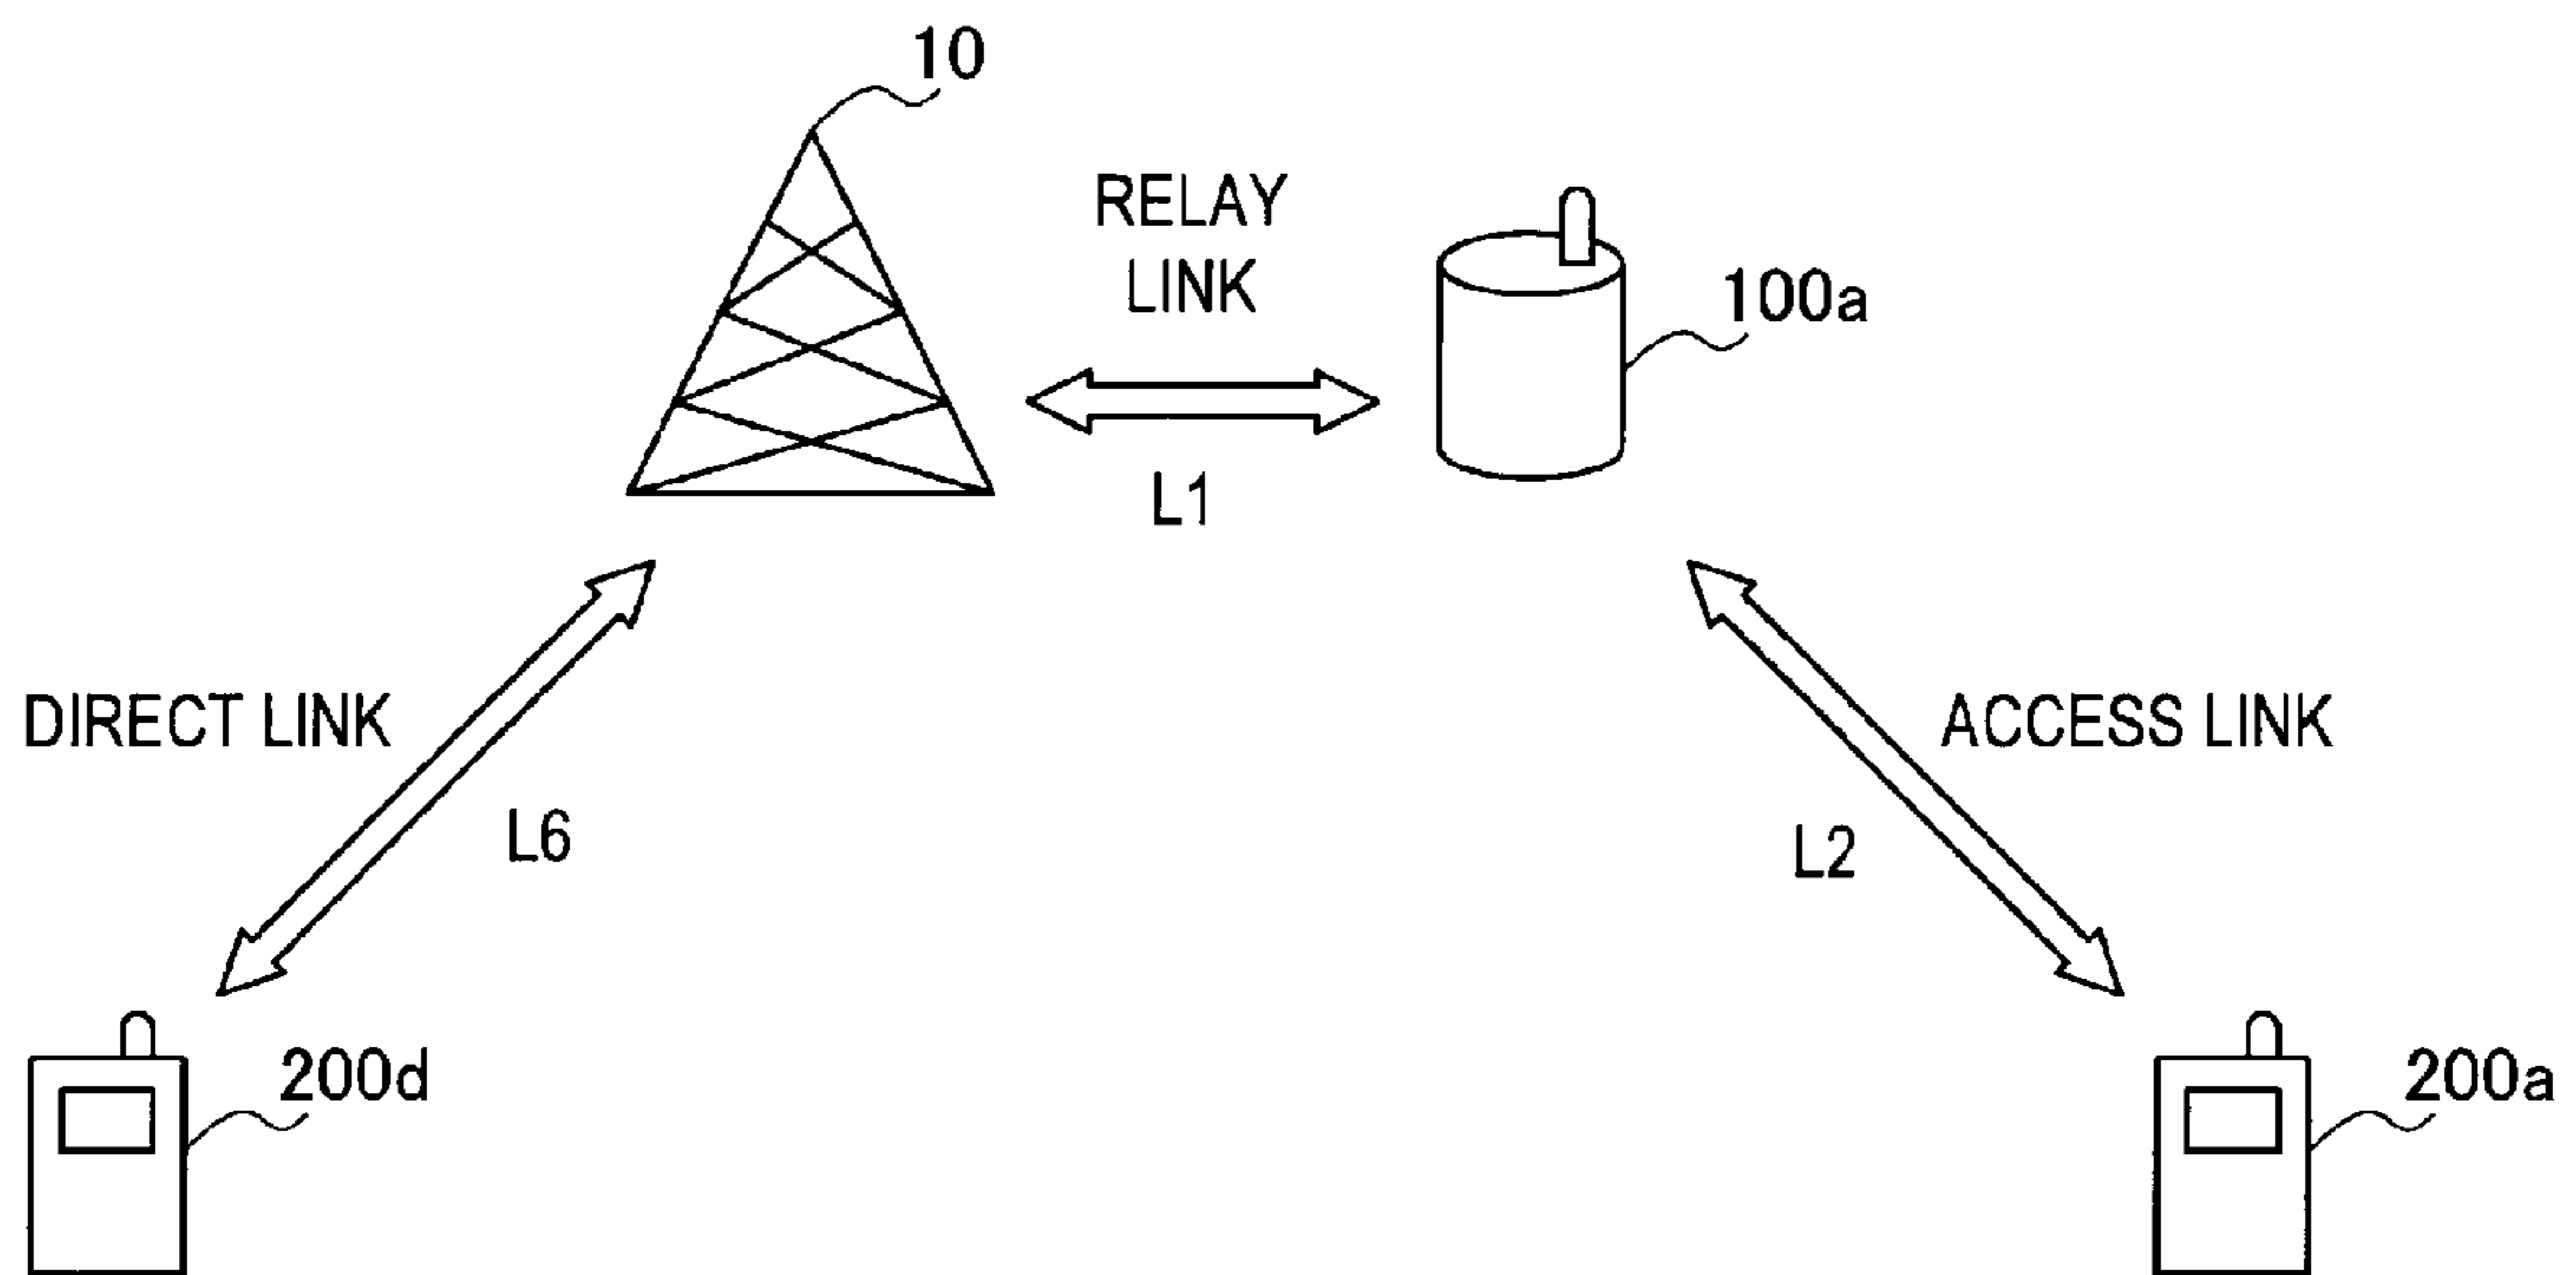 10
RELAY
LINK
100a
L1
DIRECT LINK
ACCESS LINK
L6
L2
200d
200a